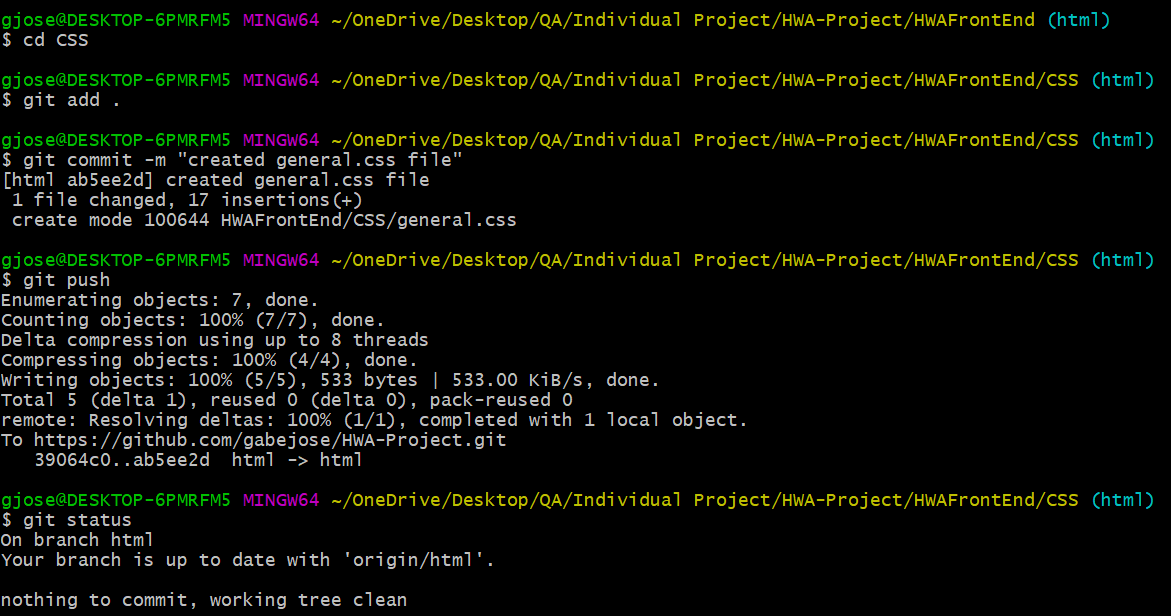 gjose@DESKTOP-6PMRFM5 MINGW64 ~/OneDrive/Desktop/QA/Individual Project/HWA-Project/HWAFrontEnd (html)
$ cd CSS
gjose@DESKTOP-6PMRFM5 MINGW64 ~/OneDrive/Desktop/QA/Individual Project/HWA-Project/HWAFrontEnd/CSS (html)
$ git add .
gjose@DESKTOP-6PMRFM5 MINGW64 ~/OneDrive/Desktop/QA/Individual Project/HWA-Project/HWAFrontEnd/CSS (html)
$ git commit -m "created general.css file"
[html ab5ee2d] created general.css file
 1 file changed, 17 insertions(+)
 create mode 100644 HWAFrontEnd/CSS/general.css
gjose@DESKTOP-6PMRFM5 MINGW64 ~/OneDrive/Desktop/QA/Individual Project/HWA-Project/HWAFrontEnd/CSS (html)
$ git push
Enumerating objects: 7, done.
Counting objects: 100% (7/7), done.
Delta compression using up to 8 threads
Compressing objects: 100% (4/4), done.
Writing objects: 100% (5/5), 533 bytes | 533.00 KiB/s, done.
Total 5 (delta 1), reused 0 (delta 0), pack-reused 0
remote: Resolving deltas: 100% (1/1), completed with 1 local object.
To https://github.com/gabejose/HWA-Project.git
   39064c0..ab5ee2d  html -> html
gjose@DESKTOP-6PMRFM5 MINGW64 ~/OneDrive/Desktop/QA/Individual Project/HWA-Project/HWAFrontEnd/CSS (html)
$ git status
On branch html
Your branch is up to date with 'origin/html'.
nothing to commit, working tree clean